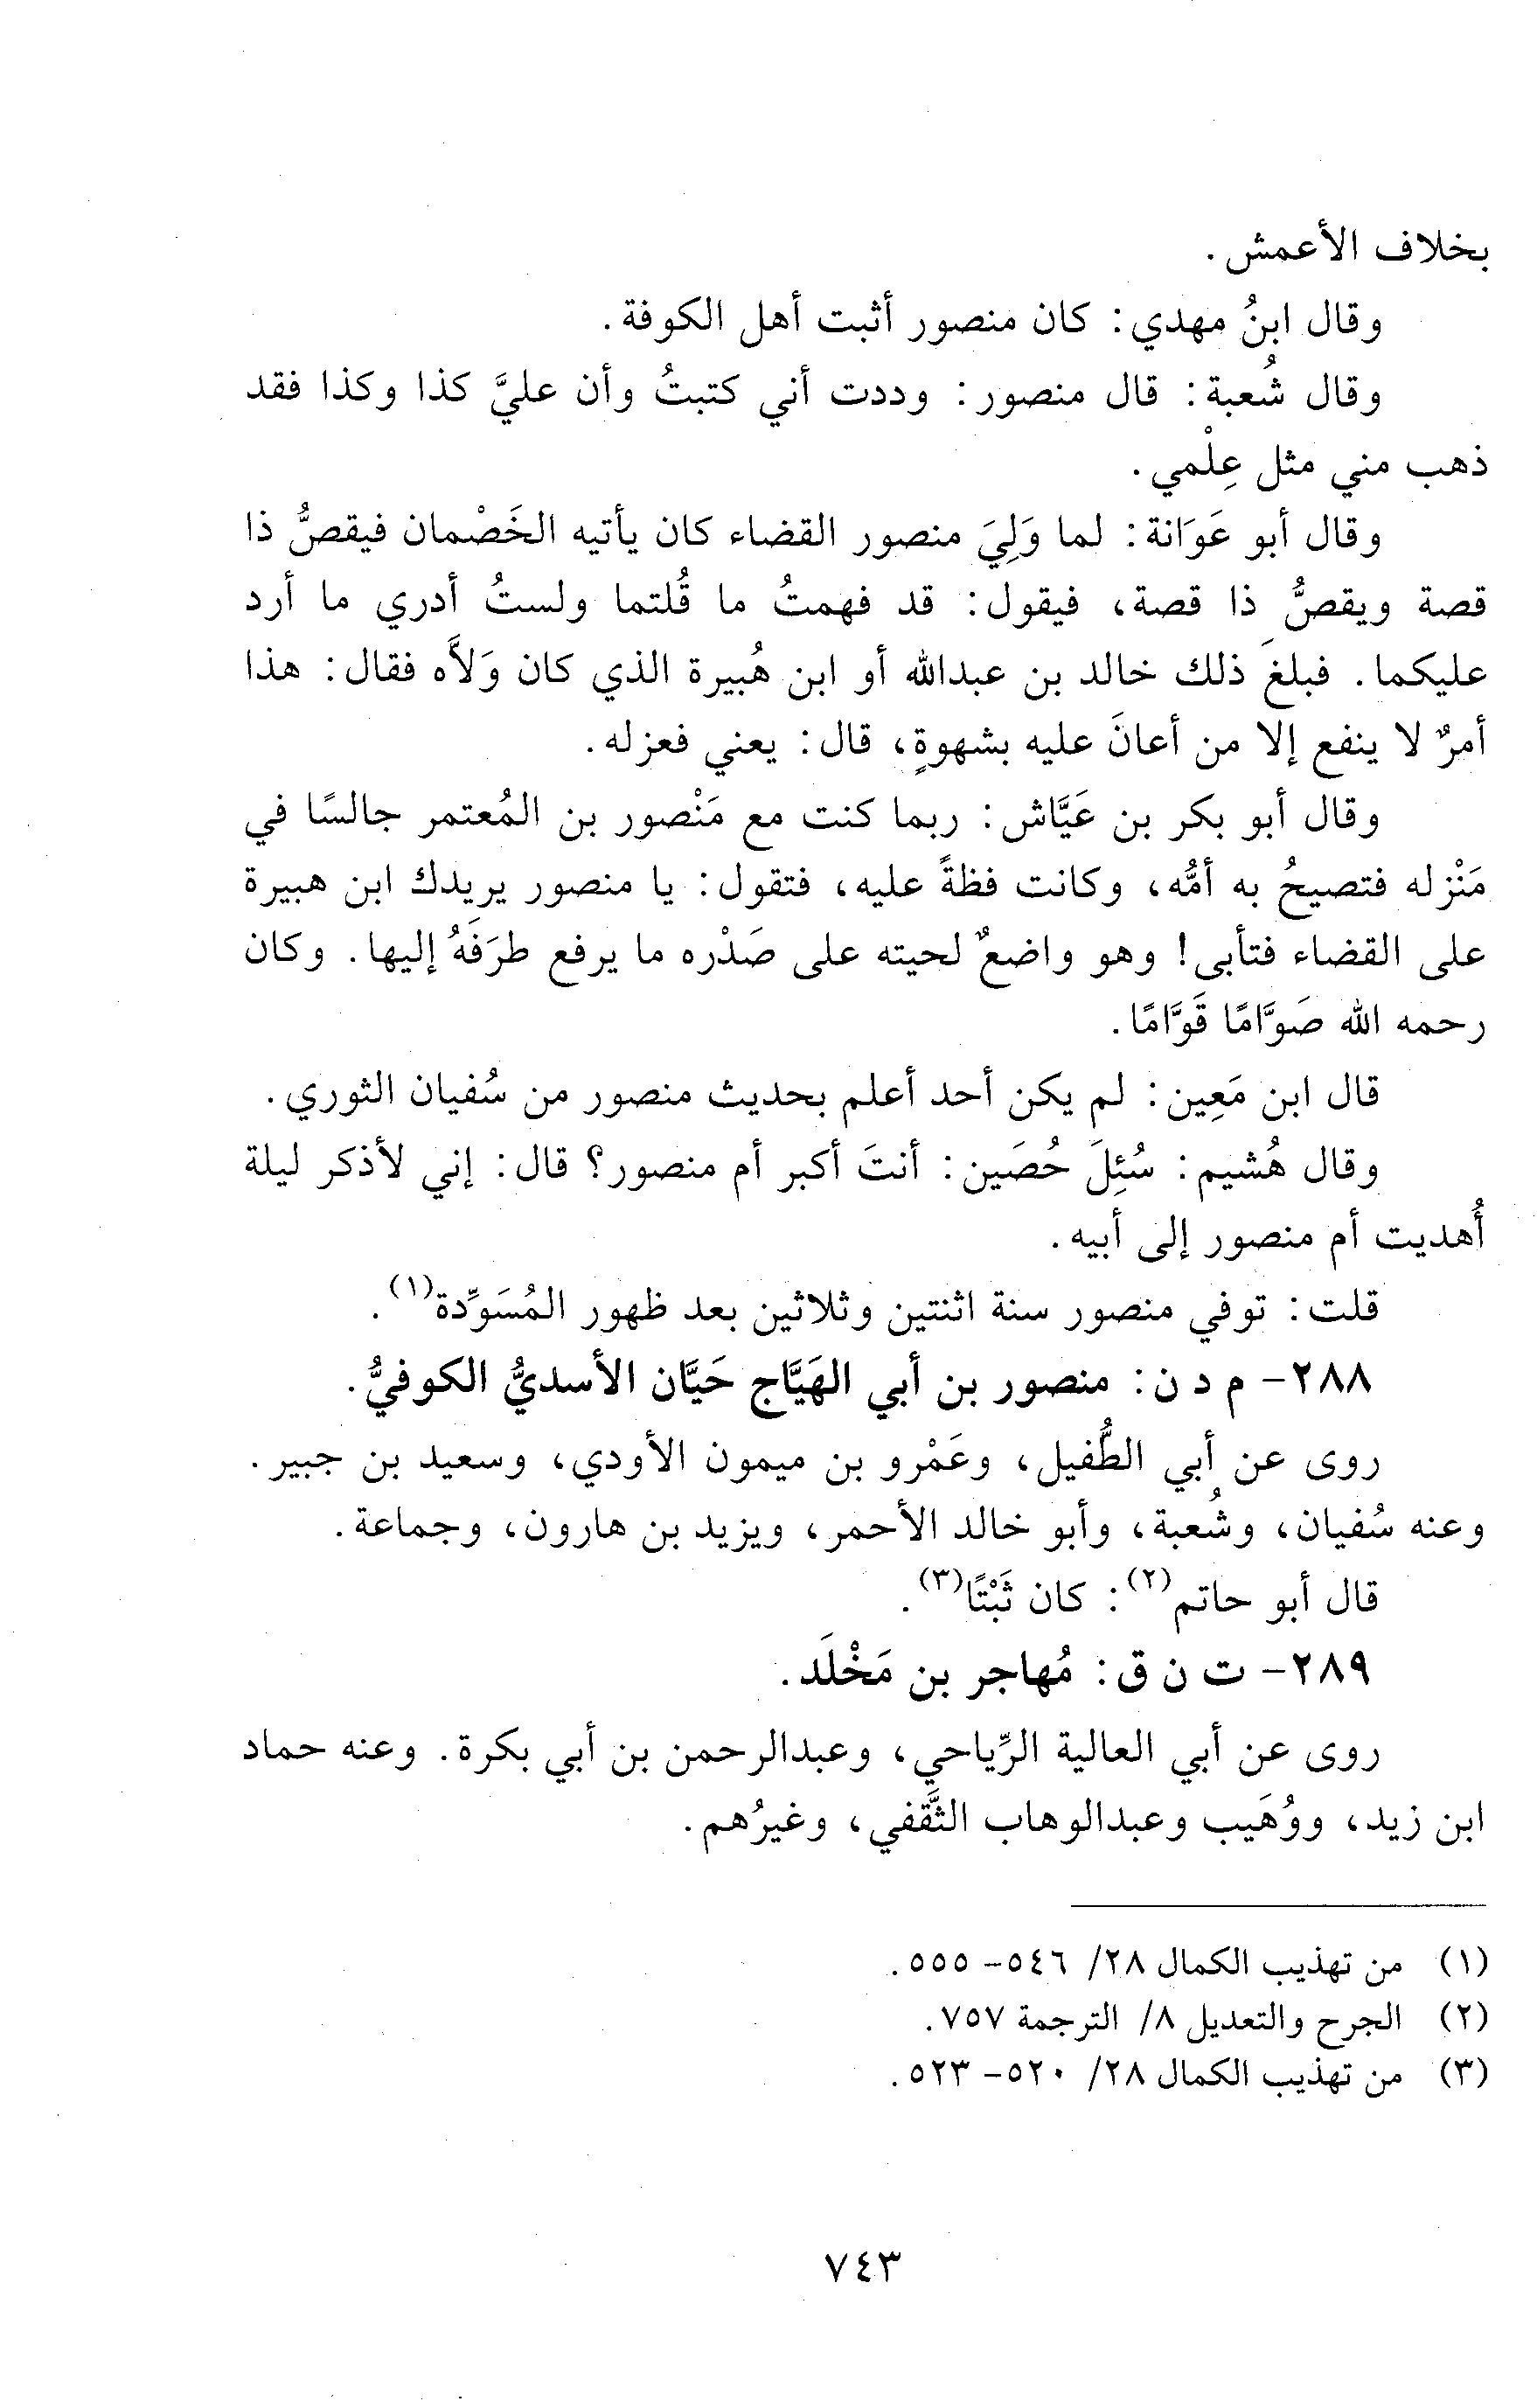 بخلاف الأعمش.
وقال ابنُ مهدي: كان منصور أثبت أهل الكوفة.
وقال شُعبة: قال منصور: وددت أني كتبتُ وأن عليَّ كذا وكذا فقد
ذهب مني مثل عِلْمي.
وقال أبو عَوَانة: لما وَلِيَ منصور القضاء كان يأتيه الخَصْمان فيقصُّ ذا
قصة ويقصُّ ذا قصة، فيقول: قد فهمتُ ما قُلتما ولستُ أدري ما أرد
عليكما. فبلغَ ذلك خالد بن عبدالله أو ابن هُبيرة الذي كان وَلاَّه فقال: هذا
أمرٌ لا ينفع إلا من أعانَ عليه بشهوةٍ، قال: يعني فعزله.
وقال أبو بكر بن عَيَّاش: ربما كنت مع مَنْصور بن المُعتمر جالسًا في
مَنْزله فتصيحُ به أمُّه، وكانت فظةً عليه، فتقول: يا منصور يريدك ابن هبيرة
على القضاء فتأبى! وهو واضعٌ لحيته على صَدْره ما يرفع طرَفَهُ إليها. وكان
رحمه الله صَوَّامًا قَوَّامًا.
قال ابن مَعِين: لم يكن أحد أعلم بحديث منصور من سُفيان الثوري.
وقال هُشيم: سُئِلَ حُصَين: أنتَ أكبر أم منصور؟ قال: إني لأذكر ليلة
أُهديت أم منصور إلى أبيه.
قلت: توفي منصور سنة اثنتين وثلاثين بعد ظهور المُسَوِّدة(١).
٢٨٨- م د ن: منصور بن أبي الهَيَّاج حَيَّان الأسديُّ الكوفيُّ.
روى عن أبي الطُّفيل، وعَمْرو بن ميمون الأودي، وسعيد بن جبير.
وعنه سُفيان، وشُعبة، وأبو خالد الأحمر، ويزيد بن هارون، وجماعة.
قال أبو حاتم(٢): كان ثَبْتًا(٣).
٢٨٩- ت ن ق: مُهاجر بن مَخْلَد.
روى عن أبي العالية الرِّياحي، وعبدالرحمن بن أبي بكرة. وعنه حماد
ابن زيد، ووُهَيب وعبدالوهاب الثَّقفي، وغيرُهم.
(١) من تهذيب الكمال ٢٨/ ٥٤٦- ٥٥٥.
(٢) الجرح والتعديل ٨/ الترجمة ٧٥٧.
(٣) من تهذيب الكمال ٢٨/ ٥٢٠- ٥٢٣.
٧٤٣